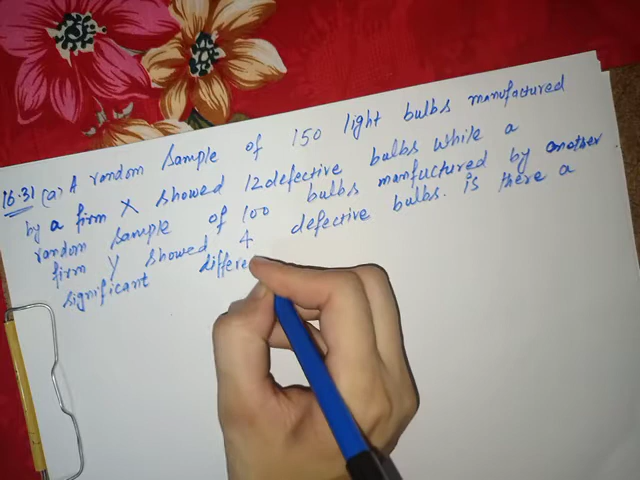 16.31 (a) A random sample of 150 light bulbs manufactured
by a firm X showed 12 defective bulbs while a
random sample of 100 bulbs manfuctured by another
firm Y showed 4 defective bulbs. is there a
significant differe